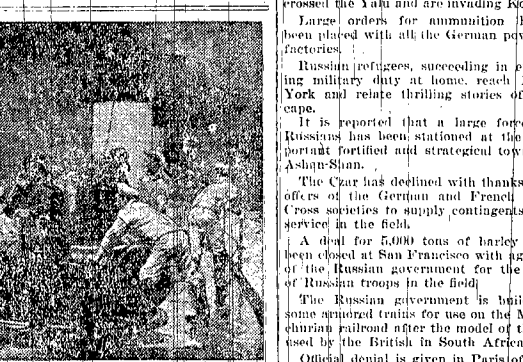 crossed the Yalu and are invading Ko
Large orders for ammunition
been placed with all the German pow
factories.
Russian refugees, succeeding in e
ing military duty at home, reach
York and relate thrilling stories of
cape.
It is reported that a large force
Russians has been stationed at the
portant fortified and strategical tow
Ashan-Shan.
The Czar has declined with thanks
offers of the German and French
Cross societies to supply contingents
service in the field.
A deal for 5,000 tons of barley
been closed at San Francisco with ag
of the Russian government for the
of Russian troops in the field
The Russian government is buil
some armored trains for use on the M
churian railroad after the model of t
used by the British in South Africa
Official denial is given in Paris of